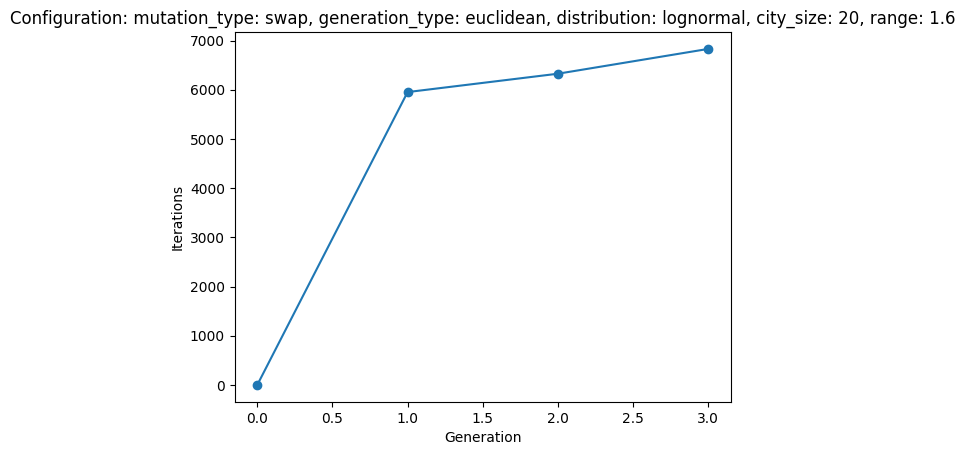 Configuration: mutation_type: swap, generation_type: euclidean, distribution: lognormal, city_size: 20, range: 1.6
7000
6000
5000
4000
3000
2000
1000
0
Iterations
0.0 0.5 1.0 1.5 2.0 2.5 3.0
Generation